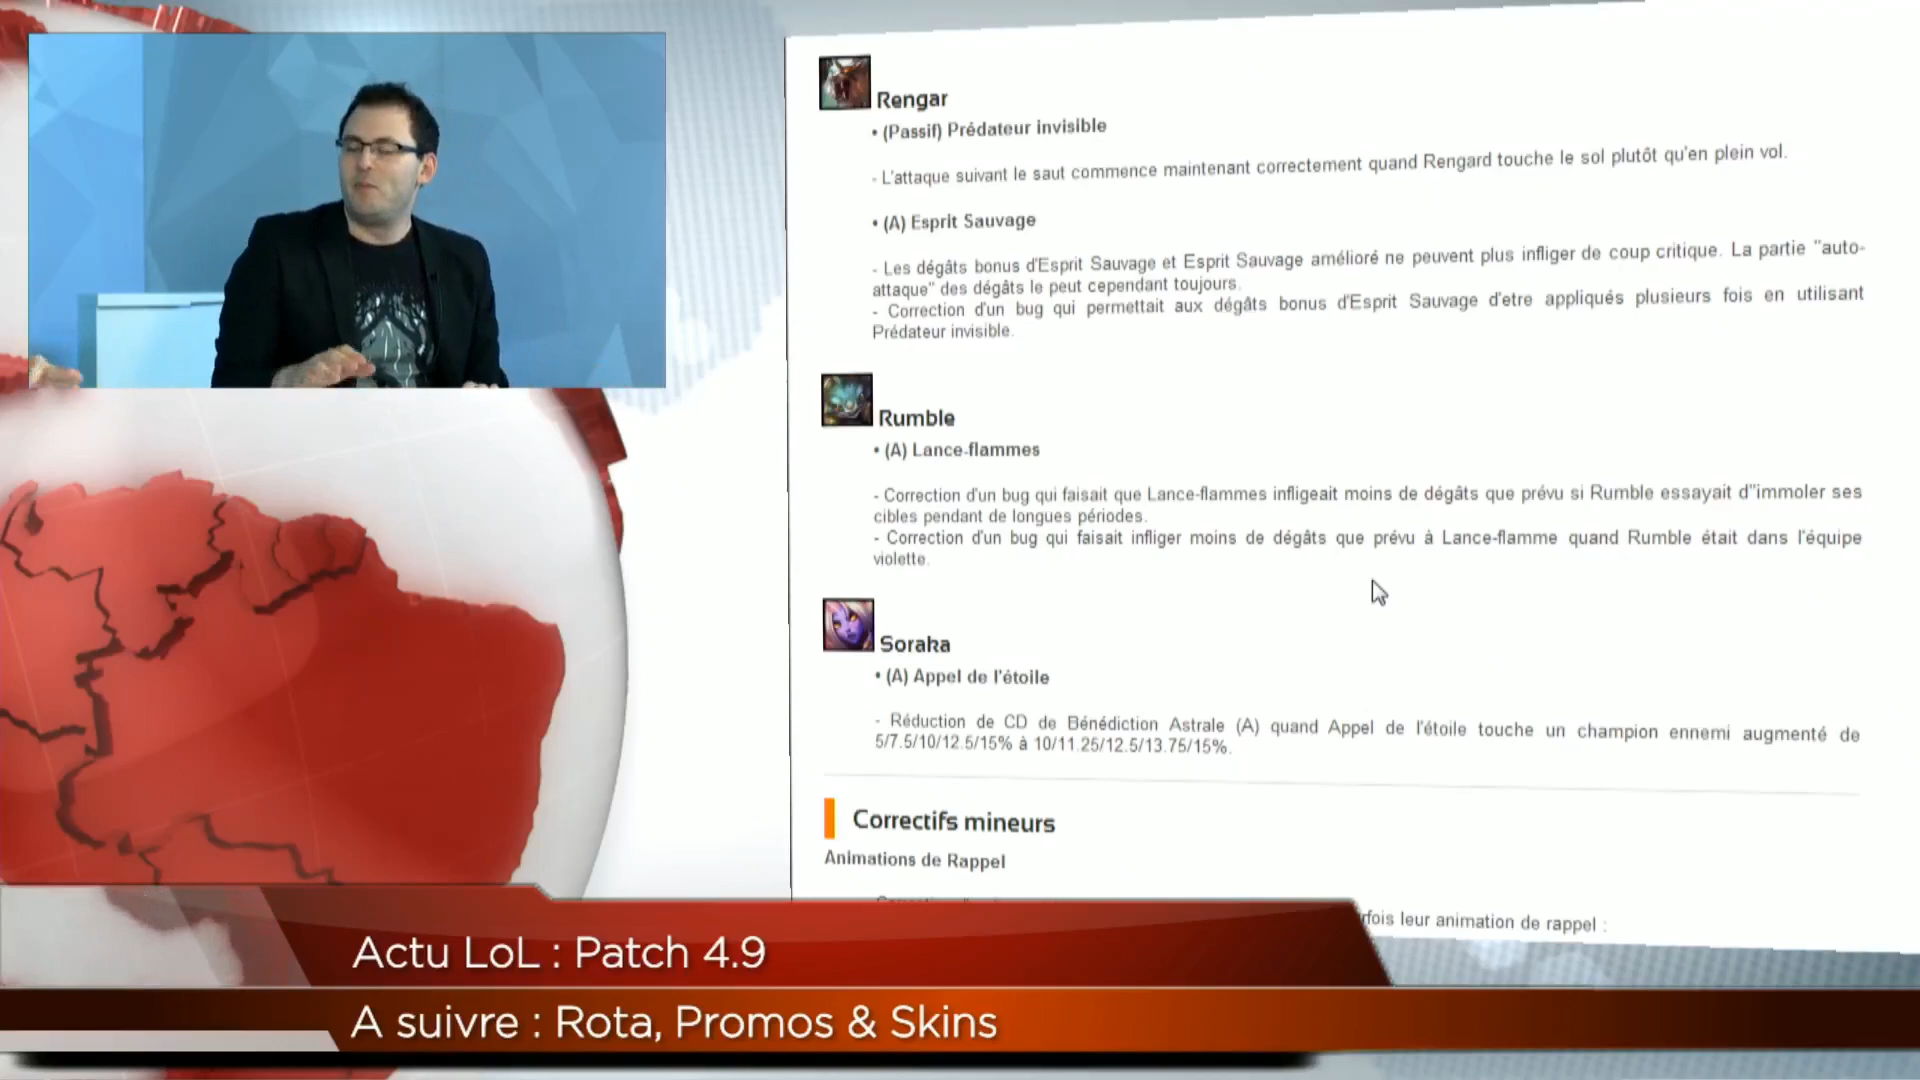 Rengar
• (Passif) Prédateur invisible
- L'attaque suivant le saut commence maintenant correctement quand Rengard touche le sol plutôt qu'en plein vol.
• (A) Esprit Sauvage
- Les dégâts bonus d'Esprit Sauvage et Esprit Sauvage amélioré ne peuvent plus infliger de coup critique. La partie "auto-
attaque" des dégâts le peut cependant toujours.
- Correction d'un bug qui permettait aux dégâts bonus d'Esprit Sauvage d'etre appliqués plusieurs fois en utilisant
Prédateur invisible.
Rumble
• (A) Lance-flammes
- Correction d'un bug qui faisait que Lance-flammes infligeait moins de dégâts que prévu si Rumble essayait d''immoler ses
cibles pendant de longues périodes.
- Correction d'un bug qui faisait infliger moins de dégâts que prévu à Lance-flamme quand Rumble était dans l'équipe
violette.
Soraka
• (A) Appel de l'étoile
- Réduction de CD de Bénédiction Astrale (A) quand Appel de l'étoile touche un champion ennemi augmenté de
5/7.5/10/12.5/15% à 10/11.25/12.5/13.75/15%.
Correctifs mineurs
Animations de Rappel
leur animation de rappel :
Actu LoL : Patch 4.9
A suivre : Rota, Promos & Skins